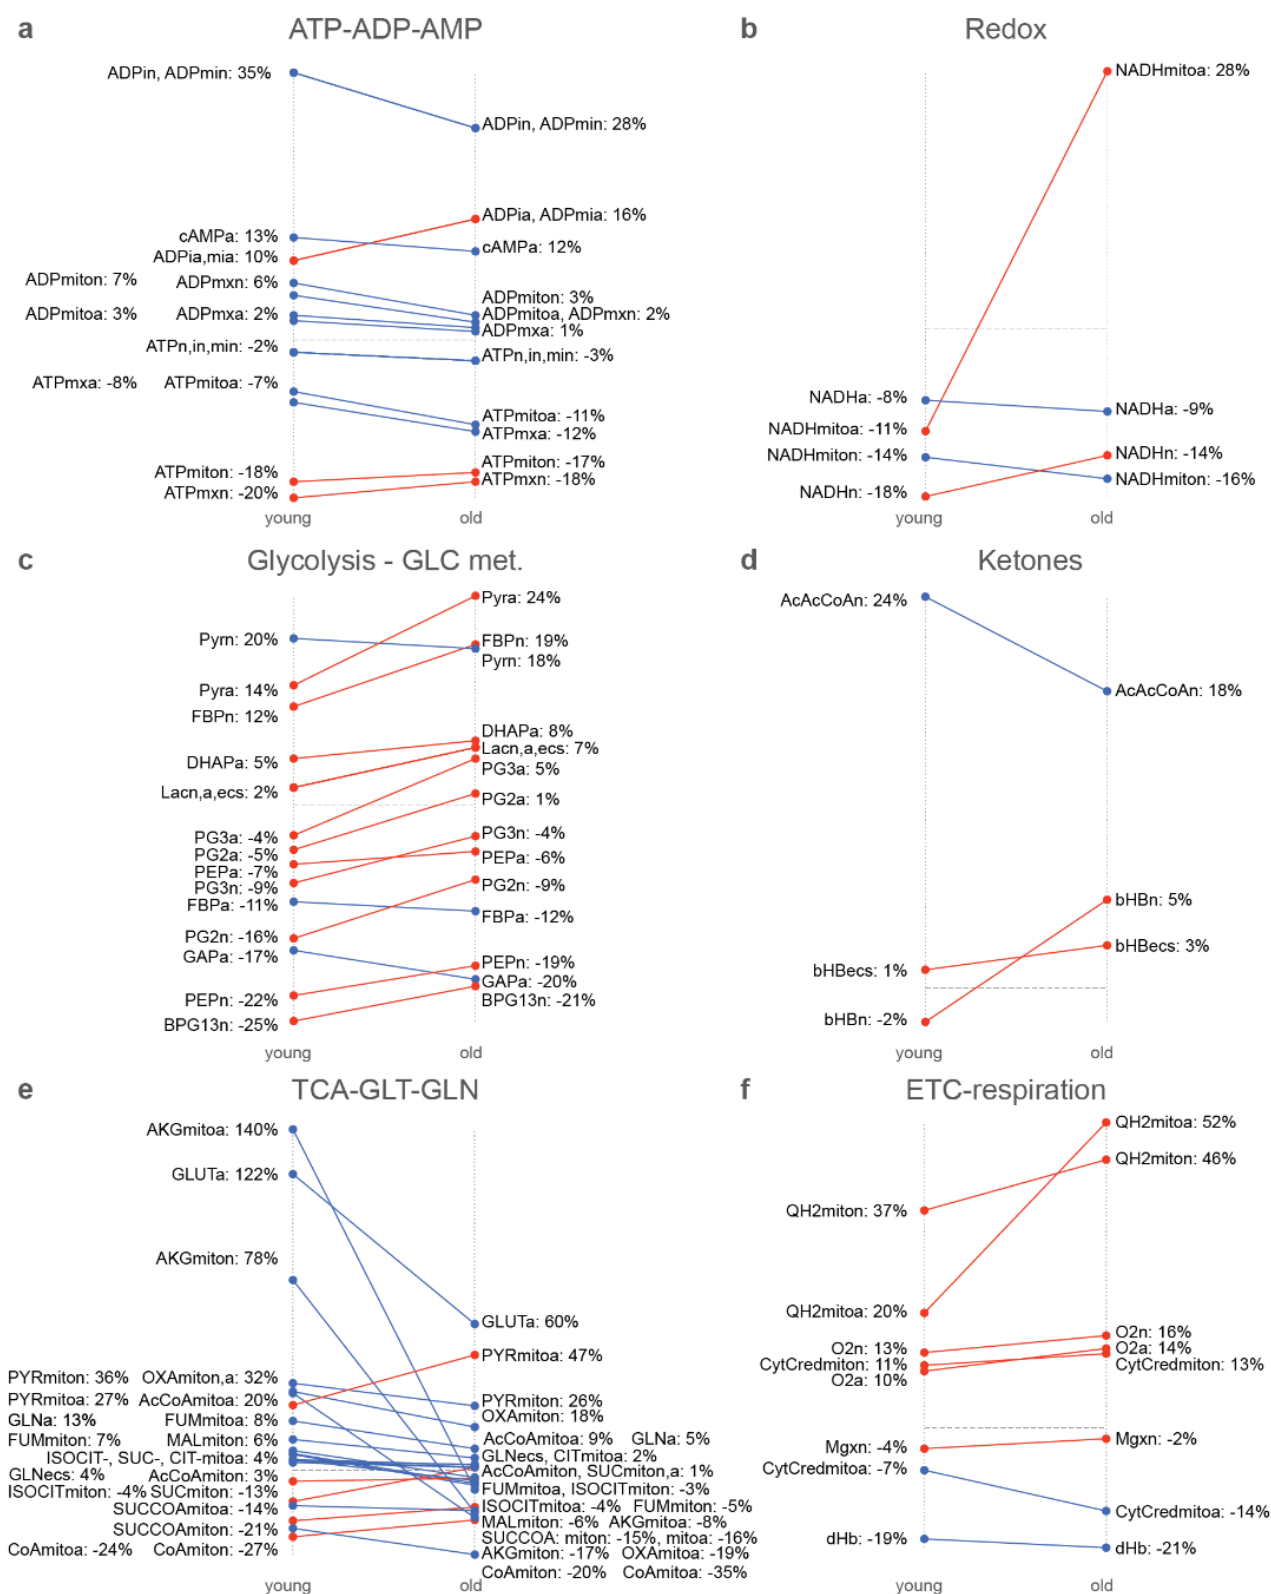 a
ATP-ADP-AMP
ADPin, ADPmin: 35%
ADPin, ADPmin: 28%
ADPia, ADPmia: 16%
cAMPa: 13%
cAMPa: 12%
ADPia,mia: 10%
ADPmiton: 7% ADPmxn: 6%
ADPmiton: 3%
ADPmitoa: 3% ADPmxa: 2%
ADPmitoa, ADPmxn: 2%
ADPmxa: 1%
ATPn,in,min: -2%
ATPn,in,min: -3%
ATPmxa: -8% ATPmitoa: -7%
ATPmitoa: -11%
ATPmxa: -12%
ATPmiton: -18%
ATPmiton: -17%
ATPmxn: -20%
ATPmxn: -18%
young old
b
Redox
NADHmitoa: 28%
NADHa: -8%
NADHa: -9%
NADHmitoa: -11%
NADHmiton: -14%
NADHn: -14%
NADHn: -18%
NADHmiton: -16%
young old
c
Glycolysis - GLC met.
Pyra: 24%
Pyrn: 20%
FBPn: 19%
Pyrn: 18%
Pyra: 14%
FBPn: 12%
DHAPa: 8%
Lacn,a,ecs: 7%
DHAPa: 5%
PG3a: 5%
Lacn,a,ecs: 2%
PG2a: 1%
PG3a: -4%
PG3n: -4%
PG2a: -5%
PEPa: -6%
PEPa: -7%
PG3n: -9%
PG2n: -9%
FBPa: -11%
FBPa: -12%
PG2n: -16%
GAPa: -17%
PEPn: -19%
GAPa: -20%
PEPn: -22%
BPG13n: -21%
BPG13n: -25%
young old
d
Ketones
AcAcCoAn: 24%
AcAcCoAn: 18%
bHBn: 5%
bHBecs: 3%
bHBecs: 1%
bHBn: -2%
young old
e
TCA-GLT-GLN
AKGmitoa: 140%
GLUTa: 122%
AKGmiton: 78%
GLUTa: 60%
PYRmitoa: 47%
PYRmiton: 36% OXAmiton,a: 32%
PYRmitoa: 27% AcCoAmitoa: 20%
GLNa: 13% FUMmitoa: 8%
FUMmiton: 7% MALmiton: 6%
ISOCIT-, SUC-, CIT-mitoa: 4%
GLNecs: 4% AcCoAmiton: 3%
ISOCITmiton: -4% SUCmiton: -13%
SUCCOAmitoa: -14%
SUCCOAmiton: -21%
CoAmitoa: -24% CoAmiton: -27%
PYRmiton: 26%
OXAmiton: 18%
AcCoAmitoa: 9% GLNa: 5%
GLNecs, CITmitoa: 2%
AcCoAmiton, SUCmiton,a: 1%
FUMmitoa, ISOCITmiton: -3%
ISOCITmitoa: -4% FUMmiton: -5%
MALmiton: -6% AKGmitoa: -8%
SUCCOA: miton: -15%, mitoa: -16%
AKGmiton: -17% OXAmitoa: -19%
CoAmiton: -20% CoAmitoa: -35%
young old
f
ETC-respiration
QH2mitoa: 52%
QH2miton: 46%
QH2miton: 37%
QH2mitoa: 20%
O2n: 16%
O2n: 13%
O2a: 14%
CytCredmiton: 11%
CytCredmiton: 13%
O2a: 10%
Mgxn: -4%
Mgxn: -2%
CytCredmitoa: -7%
CytCredmitoa: -14%
dHb: -19%
dHb: -21%
young old